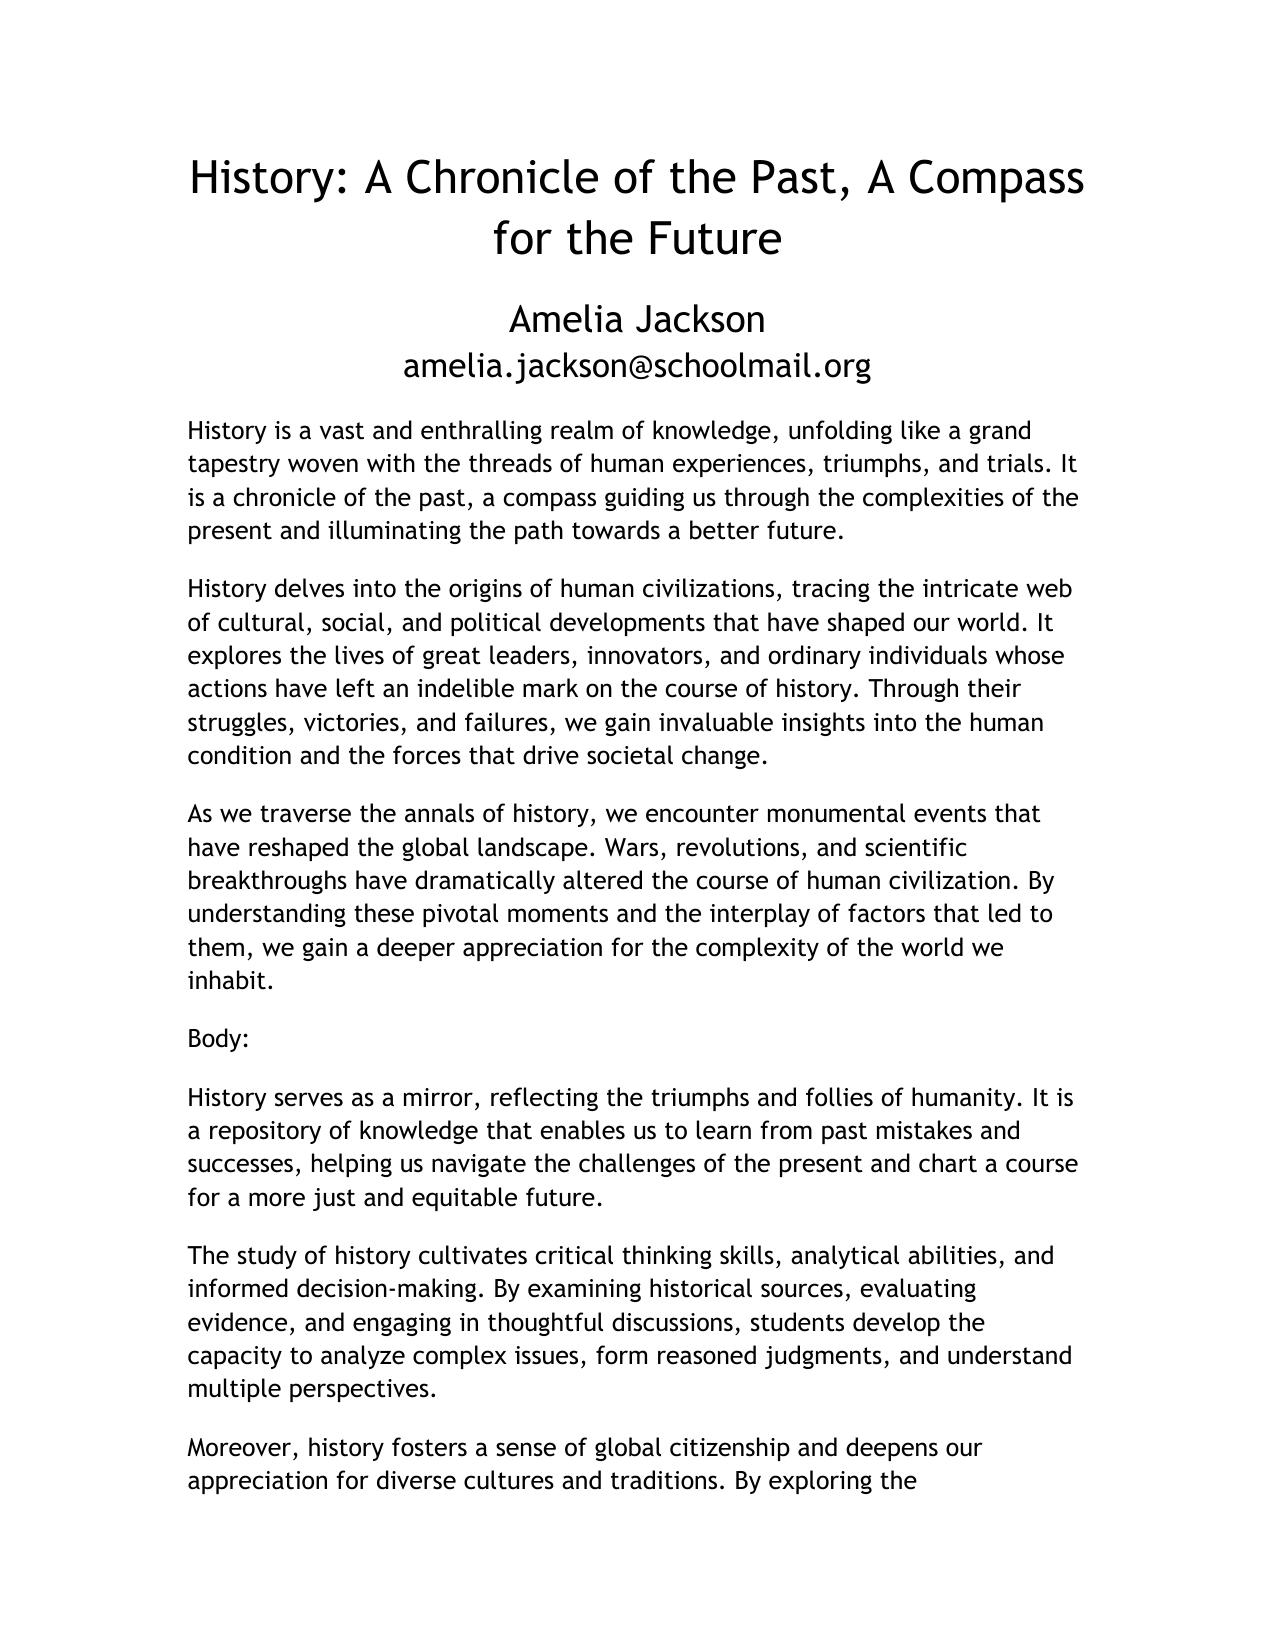 History: A Chronicle of the Past, A Compass
for the Future
Amelia Jackson
amelia.jackson@schoolmail.org
History is a vast and enthralling realm of knowledge, unfolding like a grand
tapestry woven with the threads of human experiences, triumphs, and trials. It
is a chronicle of the past, a compass guiding us through the complexities of the
present and illuminating the path towards a better future.
History delves into the origins of human civilizations, tracing the intricate web
of cultural, social, and political developments that have shaped our world. It
explores the lives of great leaders, innovators, and ordinary individuals whose
actions have left an indelible mark on the course of history. Through their
struggles, victories, and failures, we gain invaluable insights into the human
condition and the forces that drive societal change.
As we traverse the annals of history, we encounter monumental events that
have reshaped the global landscape. Wars, revolutions, and scientific
breakthroughs have dramatically altered the course of human civilization. By
understanding these pivotal moments and the interplay of factors that led to
them, we gain a deeper appreciation for the complexity of the world we
inhabit.
Body:
History serves as a mirror, reflecting the triumphs and follies of humanity. It is
a repository of knowledge that enables us to learn from past mistakes and
successes, helping us navigate the challenges of the present and chart a course
for a more just and equitable future.
The study of history cultivates critical thinking skills, analytical abilities, and
informed decision-making. By examining historical sources, evaluating
evidence, and engaging in thoughtful discussions, students develop the
capacity to analyze complex issues, form reasoned judgments, and understand
multiple perspectives.
Moreover, history fosters a sense of global citizenship and deepens our
appreciation for diverse cultures and traditions. By exploring the